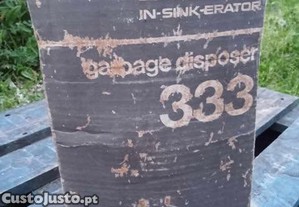 IN-SINK-ERATOR
garbage disposer
333
CustoJusto.pt